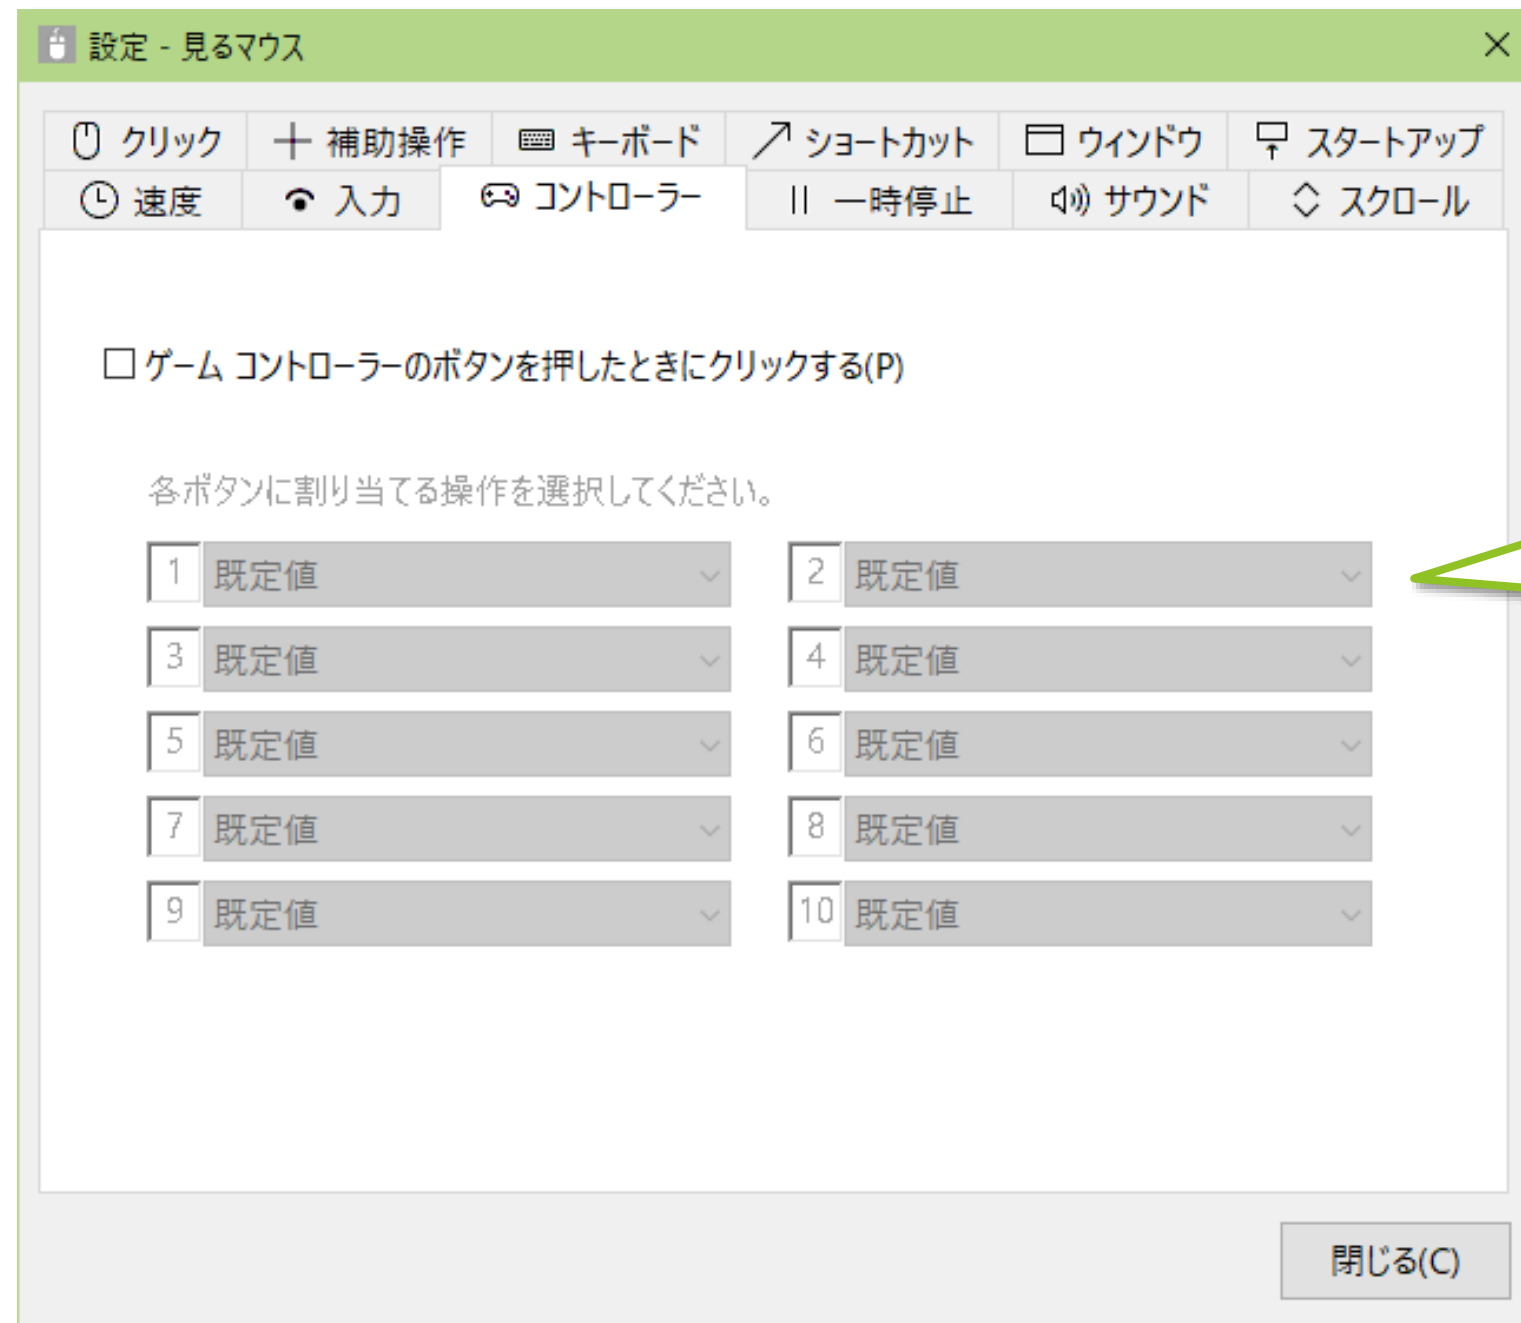 設定 - 見るマウス
クリック 補助操作 キーボード ショートカット ウィンドウ スタートアップ
速度 入力 コントローラー 一時停止 サウンド スクロール
ゲーム コントローラーのボタンを押したときにクリックする(P)
各ボタンに割り当てる操作を選択してください。
1 既定値 2 既定値
3 既定値 4 既定値
5 既定値 6 既定値
7 既定値 8 既定値
9 既定値 10 既定値
閉じる(C)